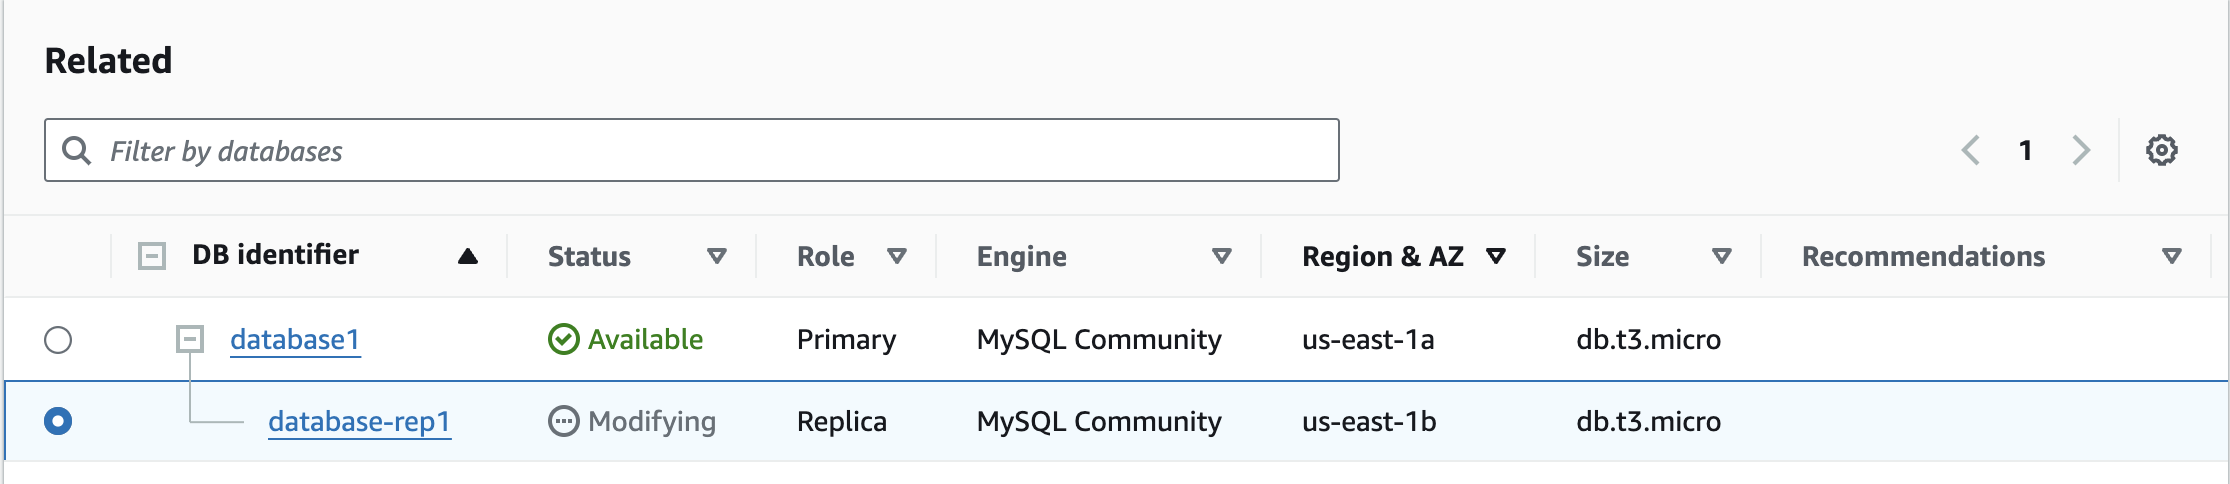 Related
Filter by databases
1
DB identifier Status Role Engine Region & AZ Size Recommendations
database1 Available Primary MySQL Community us-east-1a db.t3.micro
database-rep1 Modifying Replica MySQL Community us-east-1b db.t3.micro